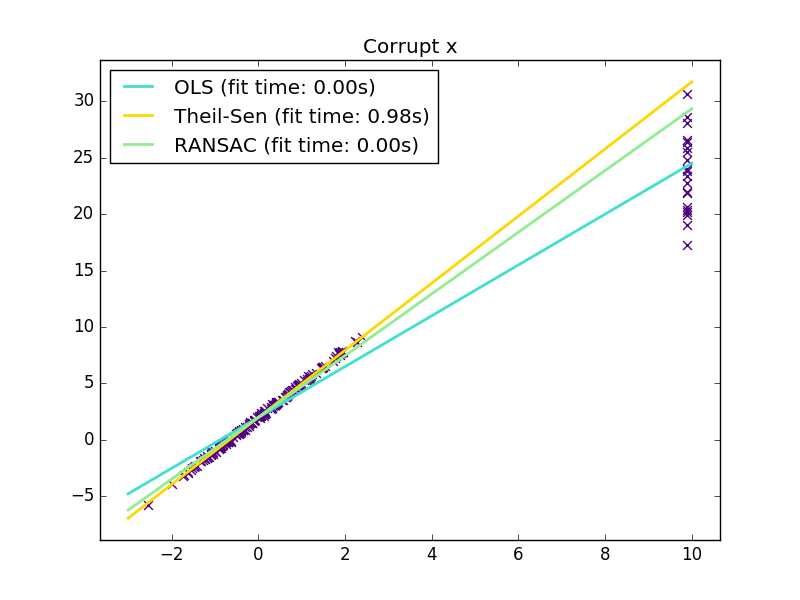 Corrupt x
OLS (fit time: 0.00s)
Theil-Sen (fit time: 0.98s)
RANSAC (fit time: 0.00s)
30
25
20
15
10
5
0
−5
−2 0 2 4 6 8 10